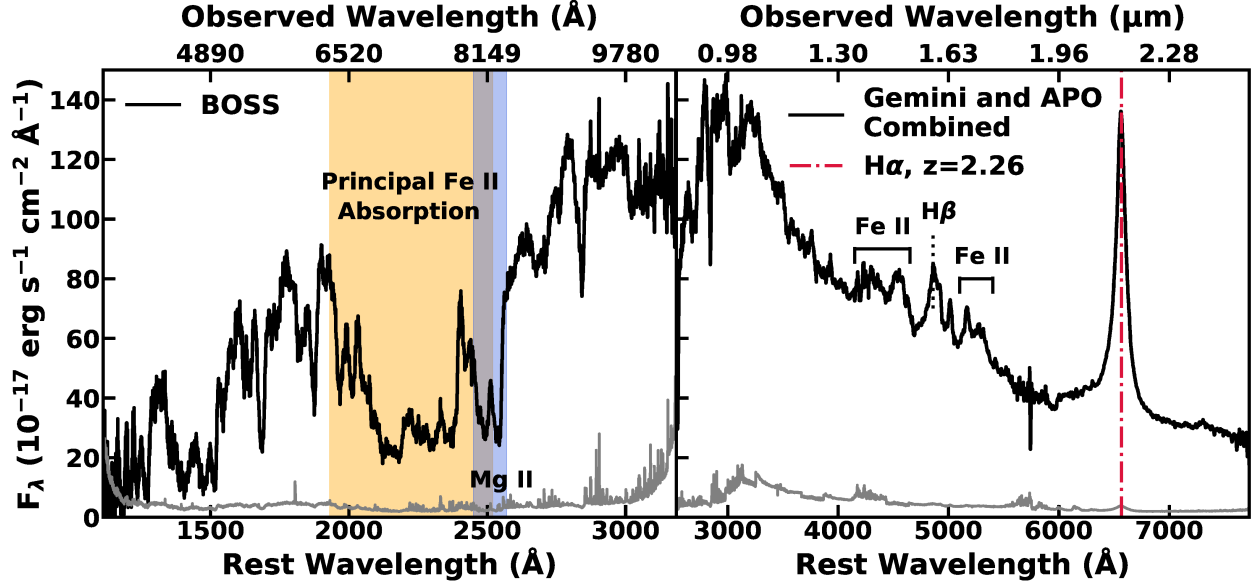 Observed Wavelength (Å)
4890 6520 8149 9780
Observed Wavelength (μm)
0.98 1.30 1.63 1.96 2.28
F_λ (10⁻¹⁷ erg s⁻¹ cm⁻² Å⁻¹)
140
120
100
80
60
40
20
0
BOSS
Principal Fe II
Absorption
Mg II
Gemini and APO
Combined
Hα, z=2.26
Hβ
Fe II
Fe II
1500 2000 2500 3000
Rest Wavelength (Å)
3000 4000 5000 6000 7000
Rest Wavelength (Å)